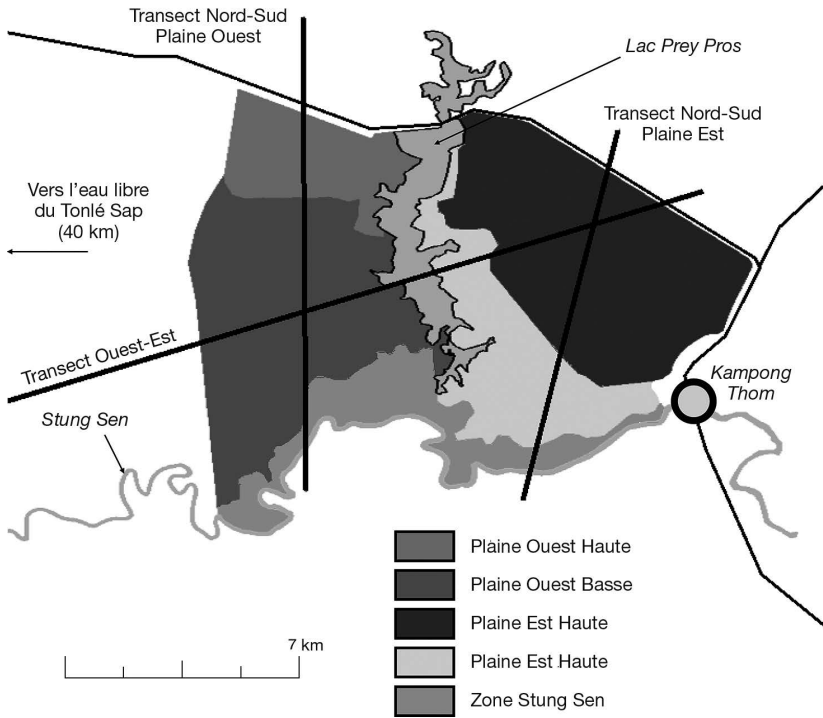 Transect Nord-Sud
Plaine Ouest
Lac Prey Pros
Transect Nord-Sud
Plaine Est
Vers l'eau libre
du Tonlé Sap
(40 km)
Transect Ouest-Est
Kampong
Thom
Stung Sen
Plaine Ouest Haute
Plaine Ouest Basse
Plaine Est Haute
Plaine Est Haute
Zone Stung Sen
7 km